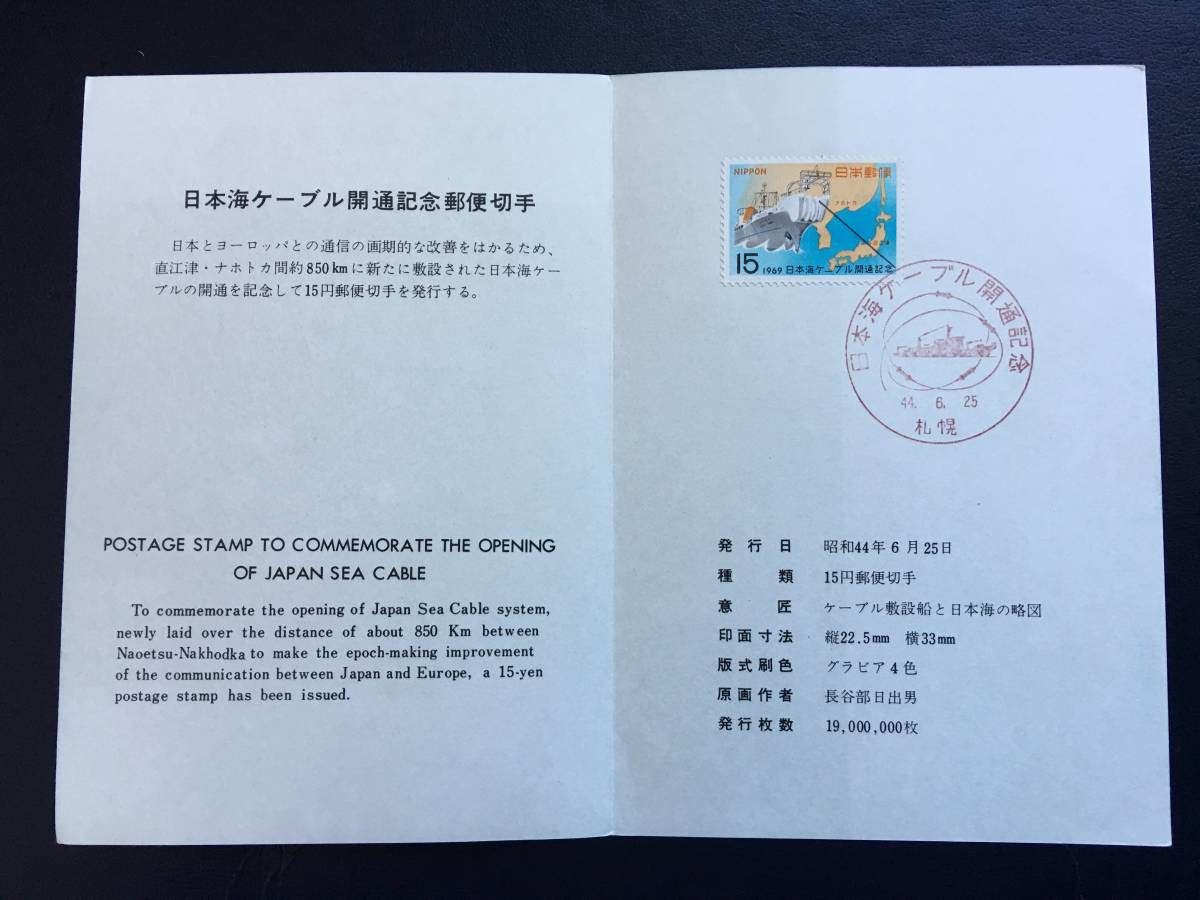 日本海ケーブル開通記念郵便切手
日本とヨーロッパとの通信の画期的な改善をはかるため、
直江津・ナホトカ間約850kmに新たに敷設された日本海ケー
ブルの開通を記念して15円郵便切手を発行する。
POSTAGE STAMP TO COMMEMORATE THE OPENING
OF JAPAN SEA CABLE
To commemorate the opening of Japan Sea Cable system,
newly laid over the distance of about 850 Km between
Naoetsu-Nakhodka to make the epoch-making improvement
of the communication between Japan and Europe, a 15-yen
postage stamp has been issued.
NIPPON 日本郵便
ナホトカ
15 1969 日本海ケーブル開通記念
日本海ケーブル開通記念
44. 6. 25
札幌
発行日 昭和44年6月25日
種類 15円郵便切手
意匠 ケーブル敷設船と日本海の略図
印面寸法 縦22.5mm 横33mm
版式刷色 グラビア4色
原画作者 長谷部日出男
発行枚数 19,000,000枚